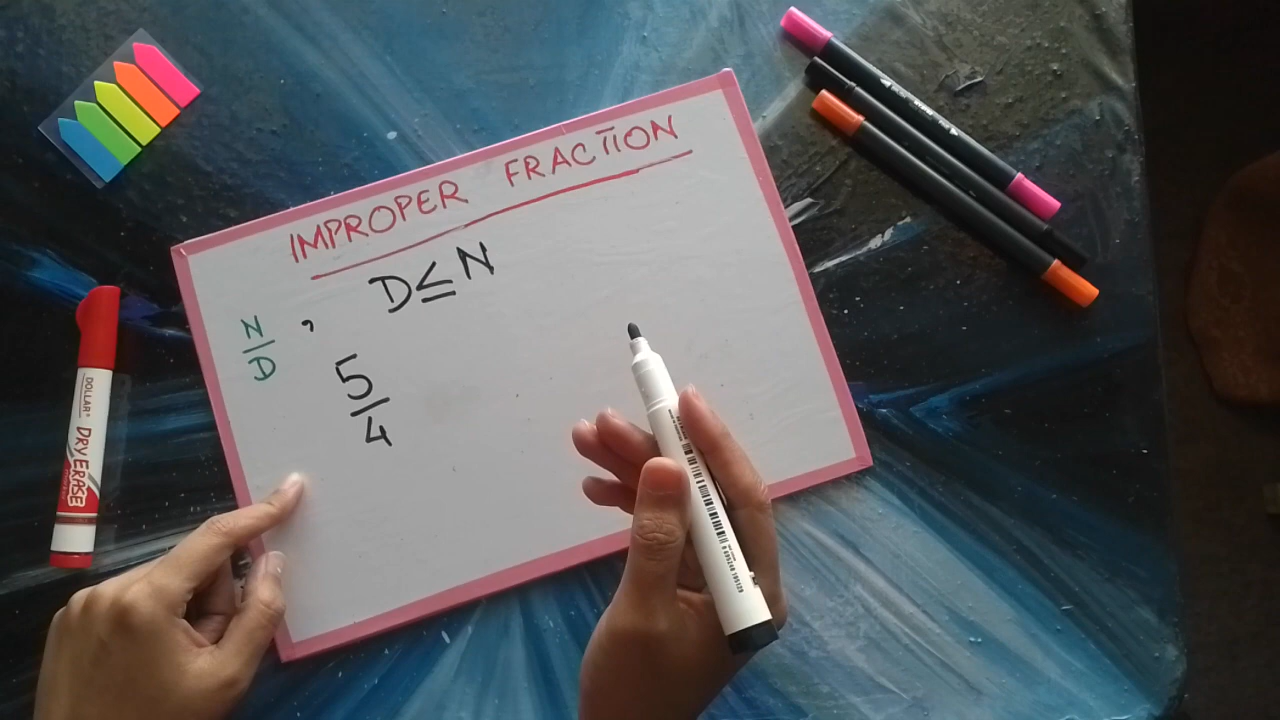 IMPROPER FRACTION
D ≤ N
N/D ,
5/4
DOLLAR®
DRY ERASE